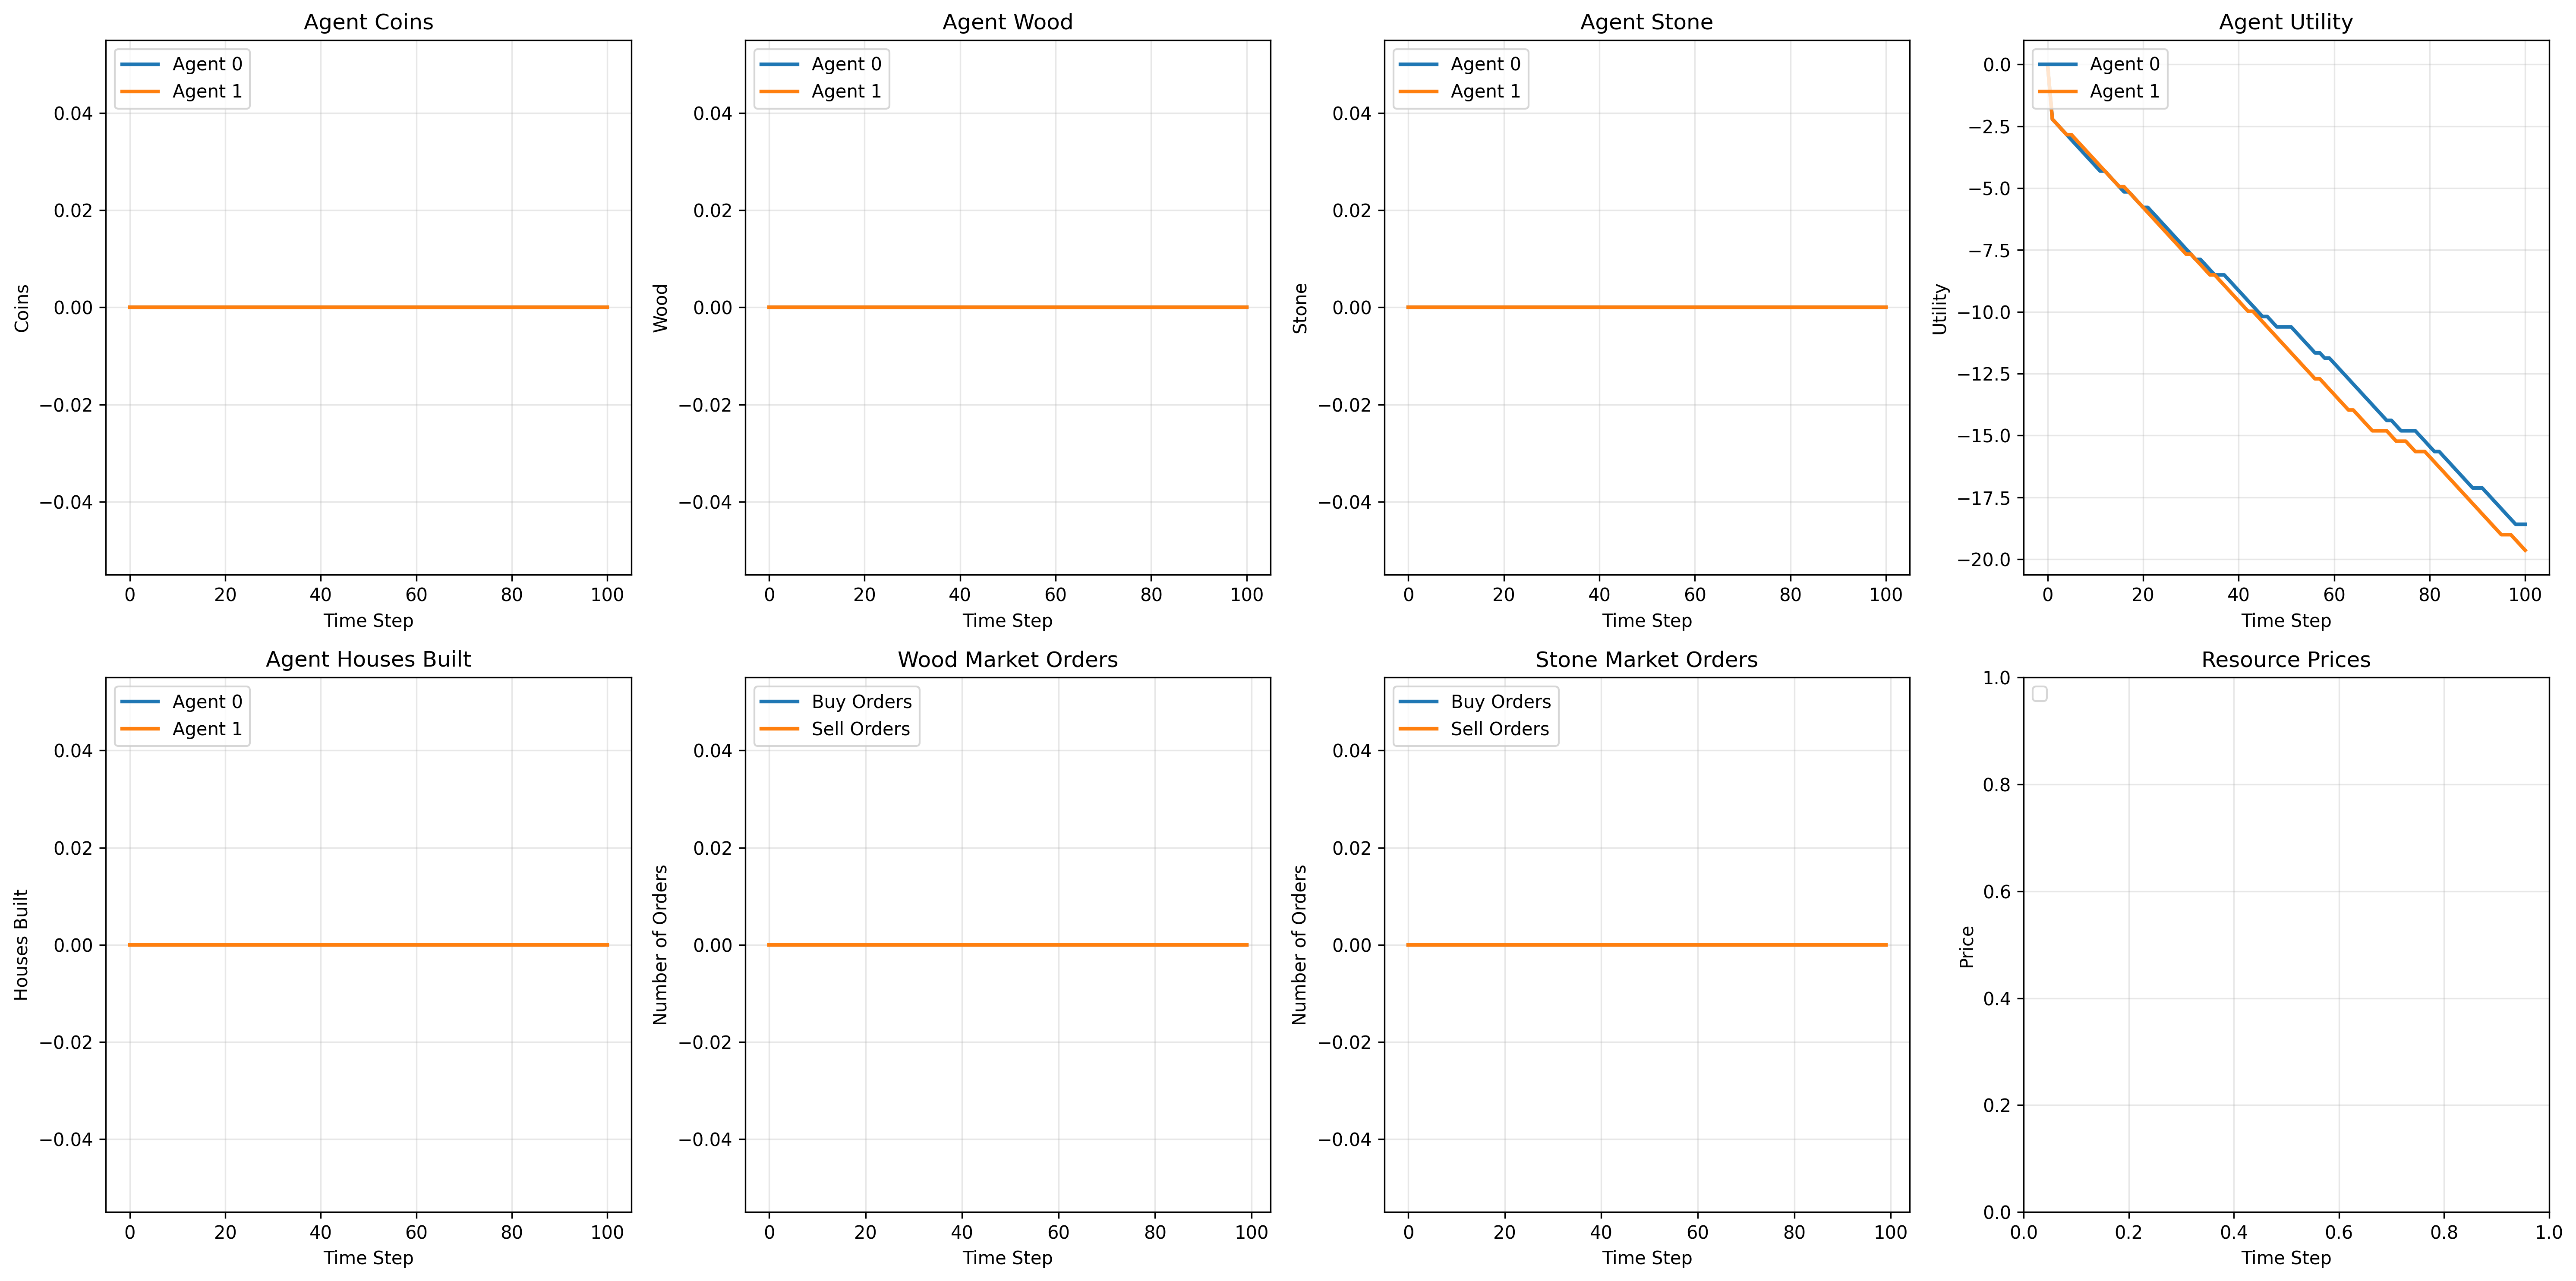 Agent Coins
Agent 0
Agent 1
0.04
0.02
0.00
−0.02
−0.04
Coins
0 20 40 60 80 100
Time Step
Agent Wood
Agent 0
Agent 1
0.04
0.02
0.00
−0.02
−0.04
Wood
0 20 40 60 80 100
Time Step
Agent Stone
Agent 0
Agent 1
0.04
0.02
0.00
−0.02
−0.04
Stone
0 20 40 60 80 100
Time Step
Agent Utility
Agent 0
Agent 1
0.0
−2.5
−5.0
−7.5
−10.0
−12.5
−15.0
−17.5
−20.0
Utility
0 20 40 60 80 100
Time Step
Agent Houses Built
Agent 0
Agent 1
0.04
0.02
0.00
−0.02
−0.04
Houses Built
0 20 40 60 80 100
Time Step
Wood Market Orders
Buy Orders
Sell Orders
0.04
0.02
0.00
−0.02
−0.04
Number of Orders
0 20 40 60 80 100
Time Step
Stone Market Orders
Buy Orders
Sell Orders
0.04
0.02
0.00
−0.02
−0.04
Number of Orders
0 20 40 60 80 100
Time Step
Resource Prices
1.0
0.8
0.6
0.4
0.2
0.0
Price
0.0 0.2 0.4 0.6 0.8 1.0
Time Step